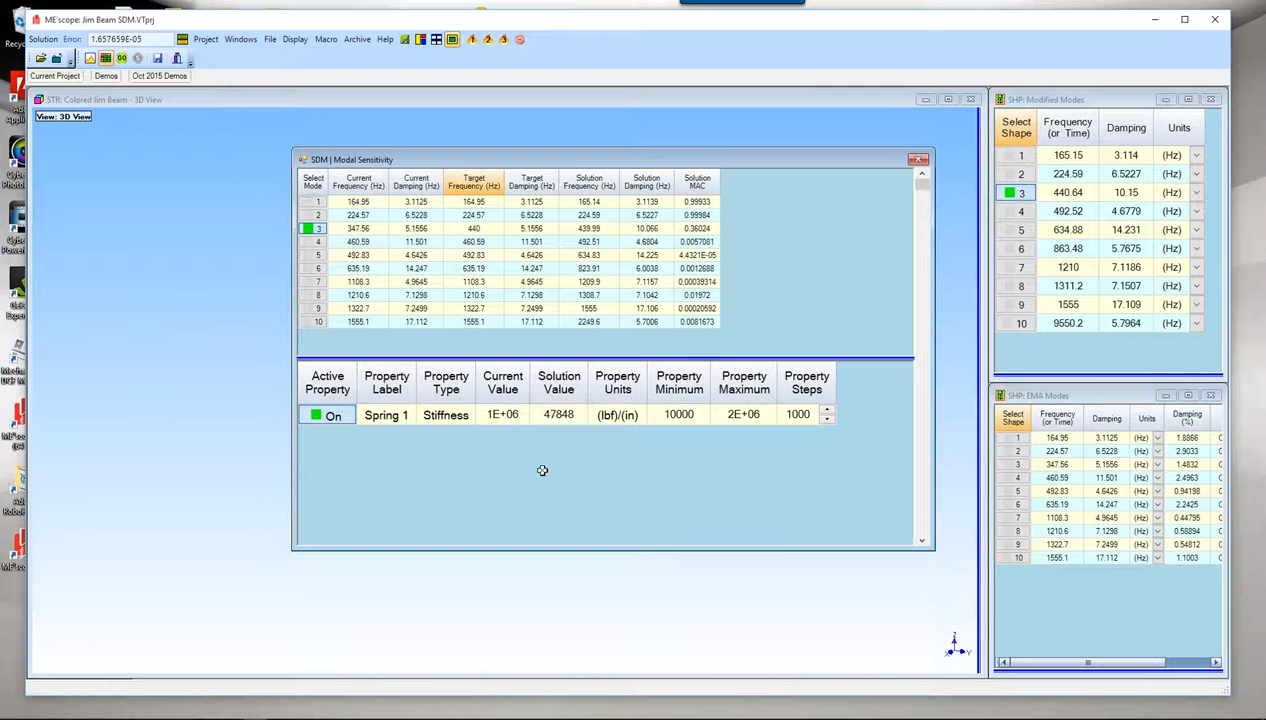 ME'scope: Jim Beam SDM.VTprj
Solution Error: 1.657659E-05 Project Windows File Display Macro Archive Help
Current Project Demos Oct 2015 Demos
STR: Colored Jim Beam - 3D View
View: 3D View
SDM | Modal Sensitivity
Select Mode Current Frequency (Hz) Current Damping (Hz) Target Frequency (Hz) Target Damping (Hz) Solution Frequency (Hz) Solution Damping (Hz) Solution MAC
1 164.95 3.1125 164.95 3.1125 165.14 3.1139 0.99933
2 224.57 6.5228 224.57 6.5228 224.59 6.5227 0.99984
3 347.56 5.1556 440 5.1556 439.99 10.066 0.36024
4 460.59 11.501 460.59 11.501 492.51 4.6804 0.0057081
5 492.83 4.6426 492.83 4.6426 634.83 14.225 4.4321E-05
6 635.19 14.247 635.19 14.247 823.91 6.0038 0.0012688
7 1108.3 4.9645 1108.3 4.9645 1209.9 7.1157 0.00039314
8 1210.6 7.1298 1210.6 7.1298 1308.7 7.1042 0.01972
9 1322.7 7.2499 1322.7 7.2499 1555 17.106 0.00020592
10 1555.1 17.112 1555.1 17.112 2249.6 5.7006 0.0081673
Active Property Property Label Property Type Current Value Solution Value Property Units Property Minimum Property Maximum Property Steps
On Spring 1 Stiffness 1E+06 47848 (lbf)/(in) 10000 2E+06 1000
SHP: Modified Modes
Select Shape Frequency (or Time) Damping Units
1 165.15 3.114 (Hz)
2 224.59 6.5227 (Hz)
3 440.64 10.15 (Hz)
4 492.52 4.6779 (Hz)
5 634.88 14.231 (Hz)
6 863.48 5.7675 (Hz)
7 1210 7.1186 (Hz)
8 1311.2 7.1507 (Hz)
9 1555 17.109 (Hz)
10 9550.2 5.7964 (Hz)
SHP: EMA Modes
Select Shape Frequency (or Time) Damping Units Damping (%)
1 164.95 3.1125 (Hz) 1.8866
2 224.57 6.5228 (Hz) 2.9033
3 347.56 5.1556 (Hz) 1.4832
4 460.59 11.501 (Hz) 2.4963
5 492.83 4.6426 (Hz) 0.94198
6 635.19 14.247 (Hz) 2.2425
7 1108.3 4.9645 (Hz) 0.44795
8 1210.6 7.1298 (Hz) 0.58894
9 1322.7 7.2499 (Hz) 0.54812
10 1555.1 17.112 (Hz) 1.1003
Z
X Y